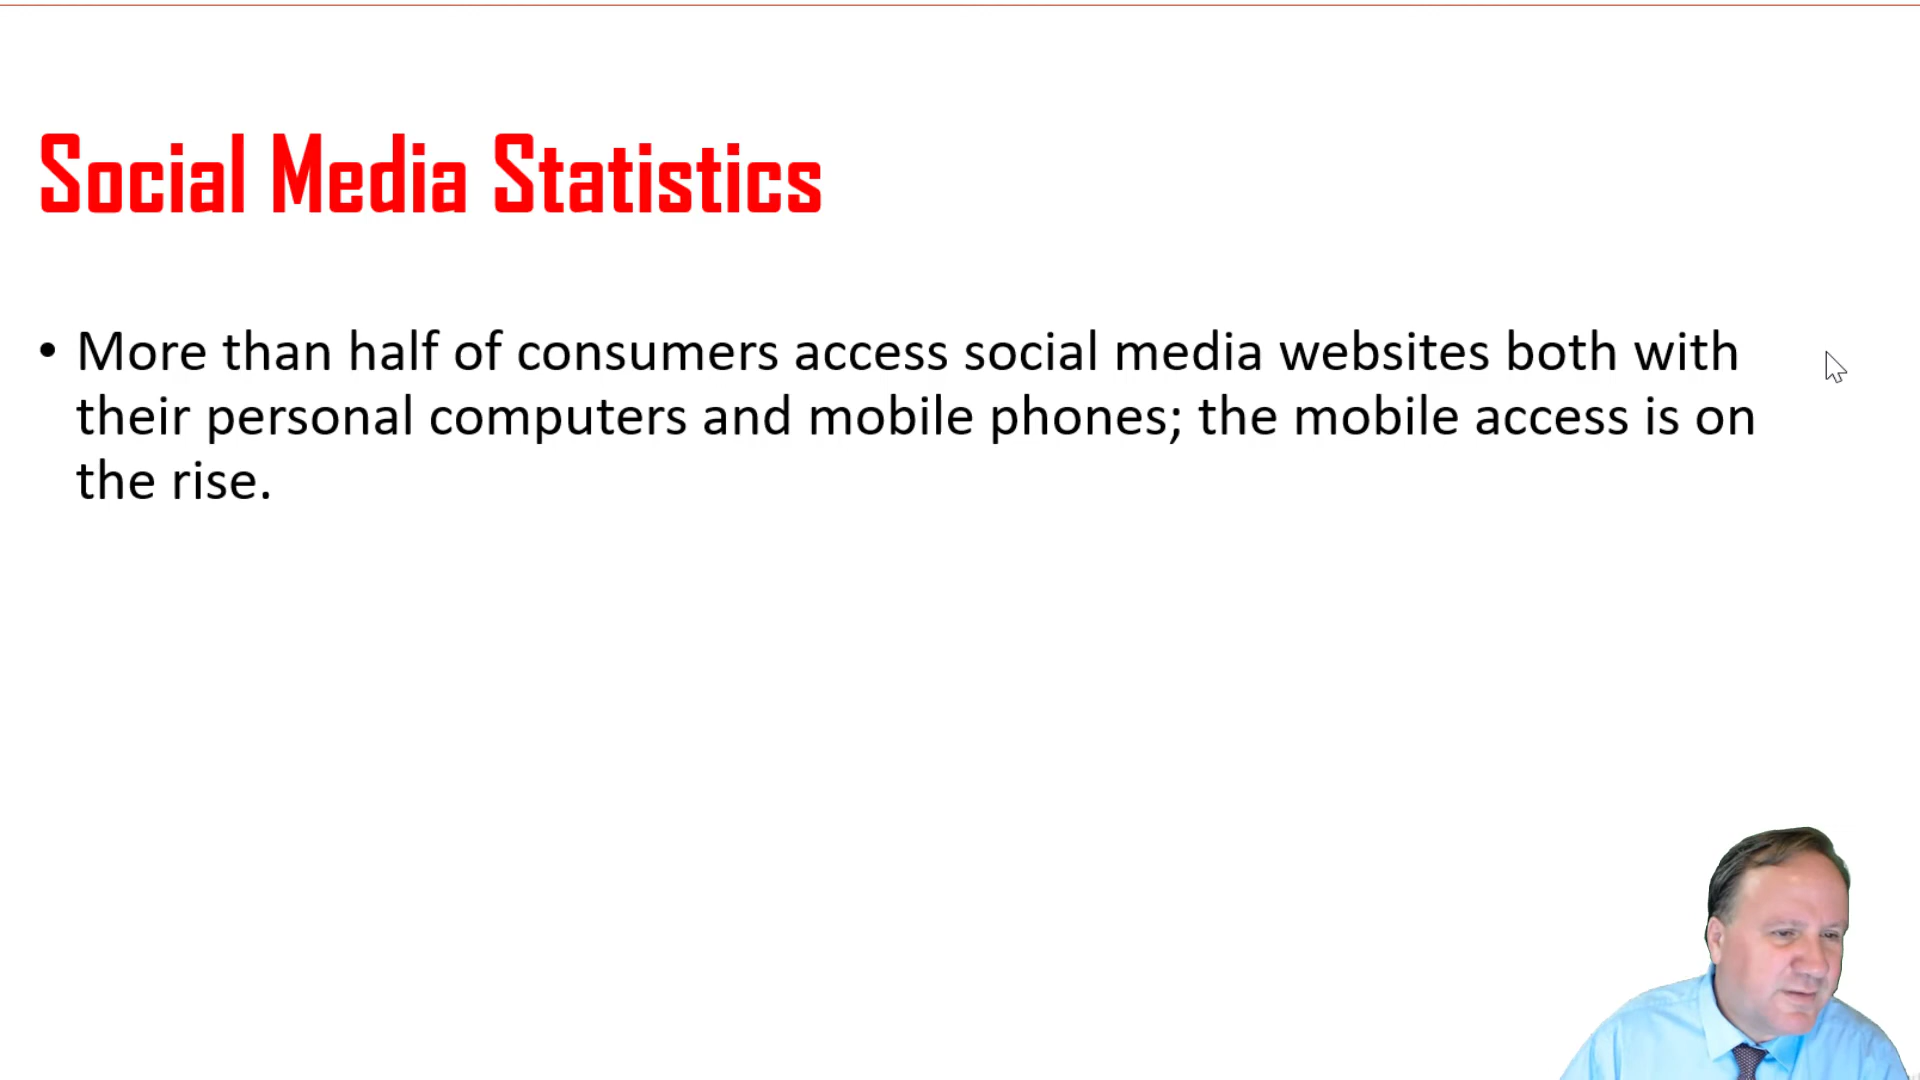 Social Media Statistics
• More than half of consumers access social media websites both with
their personal computers and mobile phones; the mobile access is on
the rise.